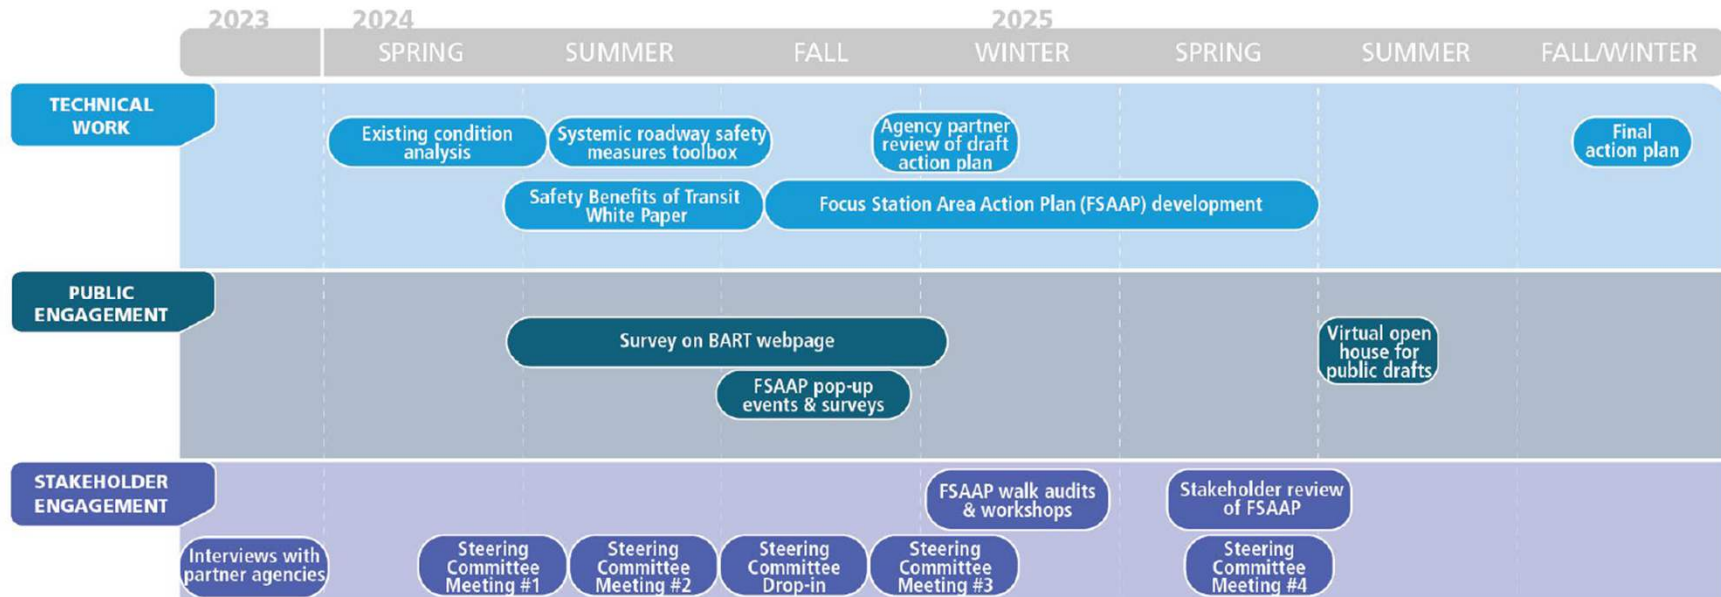 2023 2024 2025
SPRING SUMMER FALL WINTER SPRING SUMMER FALL/WINTER
TECHNICAL
WORK
Existing condition
analysis
Systemic roadway safety
measures toolbox
Agency partner
review of draft
action plan
Final
action plan
Safety Benefits of Transit
White Paper
Focus Station Area Action Plan (FSAAP) development
PUBLIC
ENGAGEMENT
Survey on BART webpage
Virtual open
house for
public drafts
FSAAP pop-up
events & surveys
STAKEHOLDER
ENGAGEMENT
FSAAP walk audits
& workshops
Stakeholder review
of FSAAP
Interviews with
partner agencies
Steering
Committee
Meeting #1
Steering
Committee
Meeting #2
Steering
Committee
Drop-in
Steering
Committee
Meeting #3
Steering
Committee
Meeting #4